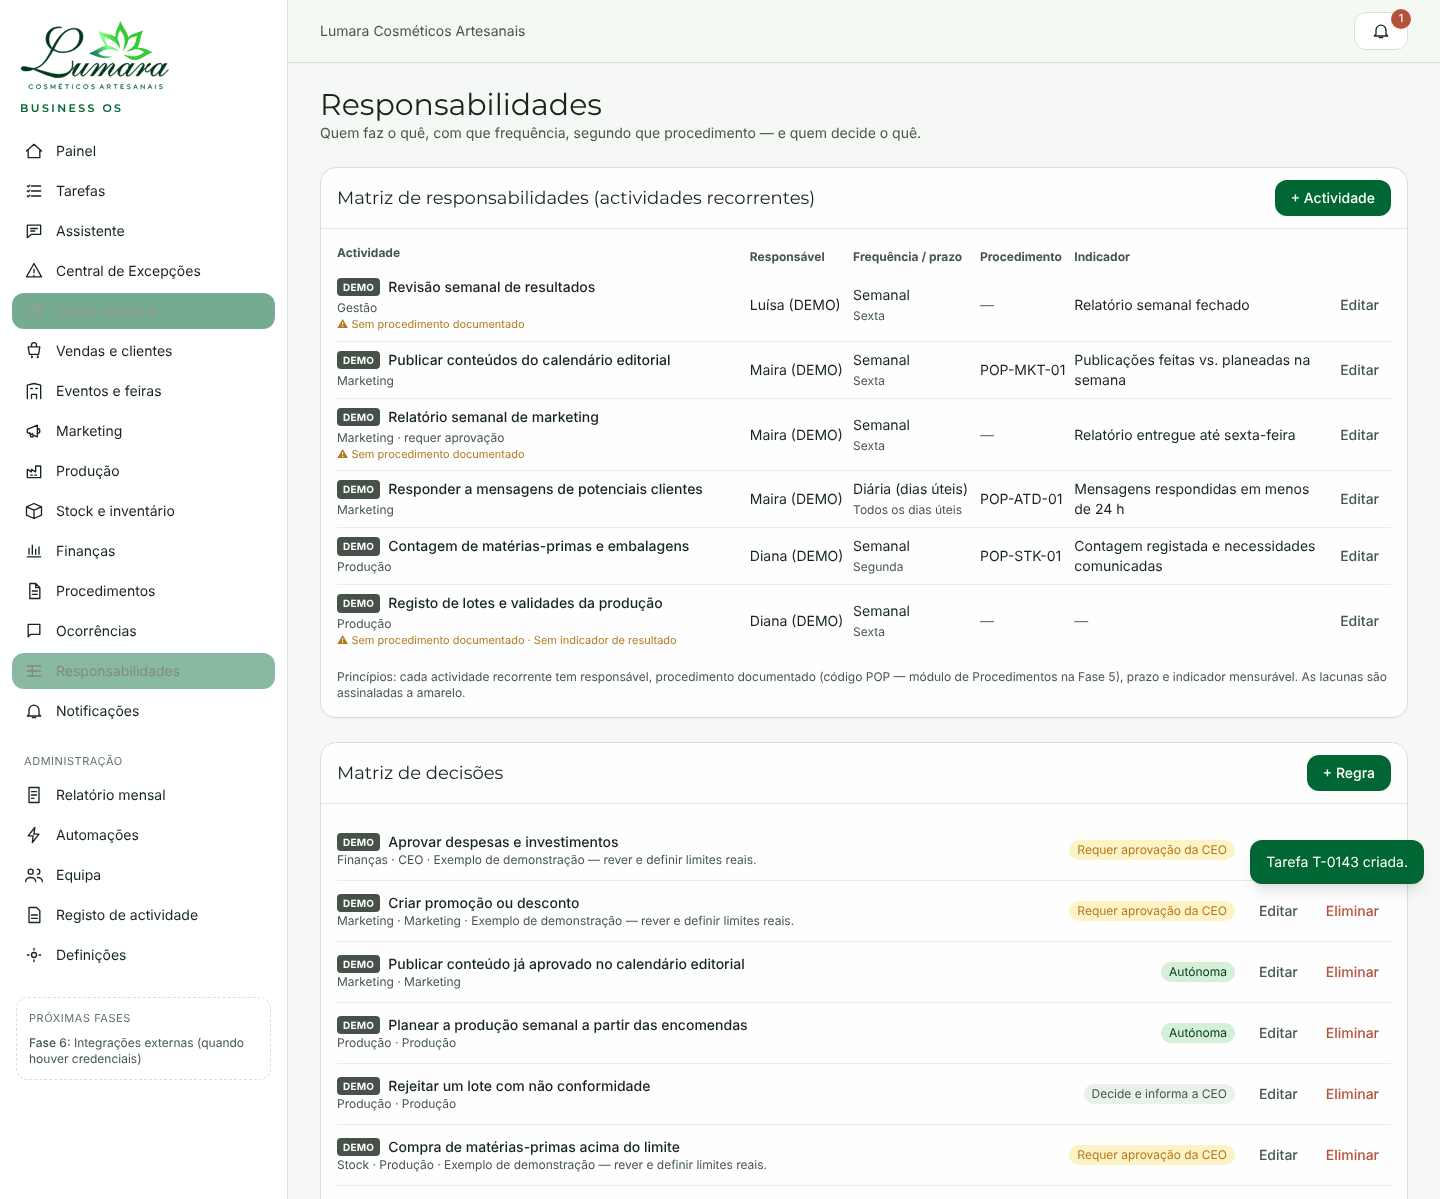 Lumara
COSMÉTICOS ARTESANAIS
BUSINESS OS
Painel
Tarefas
Assistente
Central de Excepções
Vendas e clientes
Eventos e feiras
Marketing
Produção
Stock e inventário
Finanças
Procedimentos
Ocorrências
Responsabilidades
Notificações
ADMINISTRAÇÃO
Relatório mensal
Automações
Equipa
Registo de actividade
Definições
PRÓXIMAS FASES
Fase 6: Integrações externas (quando
houver credenciais)
Lumara Cosméticos Artesanais
1
Responsabilidades
Quem faz o quê, com que frequência, segundo que procedimento — e quem decide o quê.
Matriz de responsabilidades (actividades recorrentes)
+ Actividade
Actividade Responsável Frequência / prazo Procedimento Indicador
DEMO Revisão semanal de resultados
Gestão
⚠ Sem procedimento documentado
Luísa (DEMO)
Semanal
Sexta
—
Relatório semanal fechado
Editar
DEMO Publicar conteúdos do calendário editorial
Marketing
Maira (DEMO)
Semanal
Sexta
POP-MKT-01
Publicações feitas vs. planeadas na
semana
Editar
DEMO Relatório semanal de marketing
Marketing · requer aprovação
⚠ Sem procedimento documentado
Maira (DEMO)
Semanal
Sexta
—
Relatório entregue até sexta-feira
Editar
DEMO Responder a mensagens de potenciais clientes
Marketing
Maira (DEMO)
Diária (dias úteis)
Todos os dias úteis
POP-ATD-01
Mensagens respondidas em menos
de 24 h
Editar
DEMO Contagem de matérias-primas e embalagens
Produção
Diana (DEMO)
Semanal
Segunda
POP-STK-01
Contagem registada e necessidades
comunicadas
Editar
DEMO Registo de lotes e validades da produção
Produção
⚠ Sem procedimento documentado · Sem indicador de resultado
Diana (DEMO)
Semanal
Sexta
—
—
Editar
Princípios: cada actividade recorrente tem responsável, procedimento documentado (código POP — módulo de Procedimentos na Fase 5), prazo e indicador mensurável. As lacunas são
assinaladas a amarelo.
Matriz de decisões
+ Regra
DEMO Aprovar despesas e investimentos
Finanças · CEO · Exemplo de demonstração — rever e definir limites reais.
Requer aprovação da CEO
Tarefa T-0143 criada.
DEMO Criar promoção ou desconto
Marketing · Marketing · Exemplo de demonstração — rever e definir limites reais.
Requer aprovação da CEO Editar Eliminar
DEMO Publicar conteúdo já aprovado no calendário editorial
Marketing · Marketing
Autónoma Editar Eliminar
DEMO Planear a produção semanal a partir das encomendas
Produção · Produção
Autónoma Editar Eliminar
DEMO Rejeitar um lote com não conformidade
Produção · Produção
Decide e informa a CEO Editar Eliminar
DEMO Compra de matérias-primas acima do limite
Stock · Produção · Exemplo de demonstração — rever e definir limites reais.
Requer aprovação da CEO Editar Eliminar